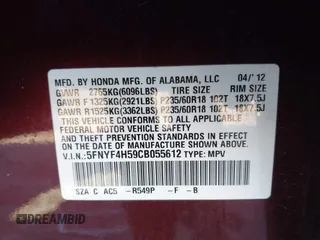 MFD. BY HONDA MFG. OF ALABAMA, LLC 04/'12
GVWR 2765KG(6096LBS) TIRE SIZE RIM SIZE
GAWR F 1325KG(2921LBS) P235/60R18 102T 18X7.5J
GAWR R 1525KG(3362LBS) P235/60R18 102T 18X7.5J
THIS VEHICLE CONFORMS TO ALL APPLICABLE
FEDERAL MOTOR VEHICLE SAFETY
AND THEFT PREVENTION STANDARDS IN EFFECT
ON THE DATE OF MANUFACTURE SHOWN ABOVE.
V.I.N.: 5FNYF4H59CB055612 TYPE: MPV
SZA C AC5 -R549P -F -B
DREAMBID